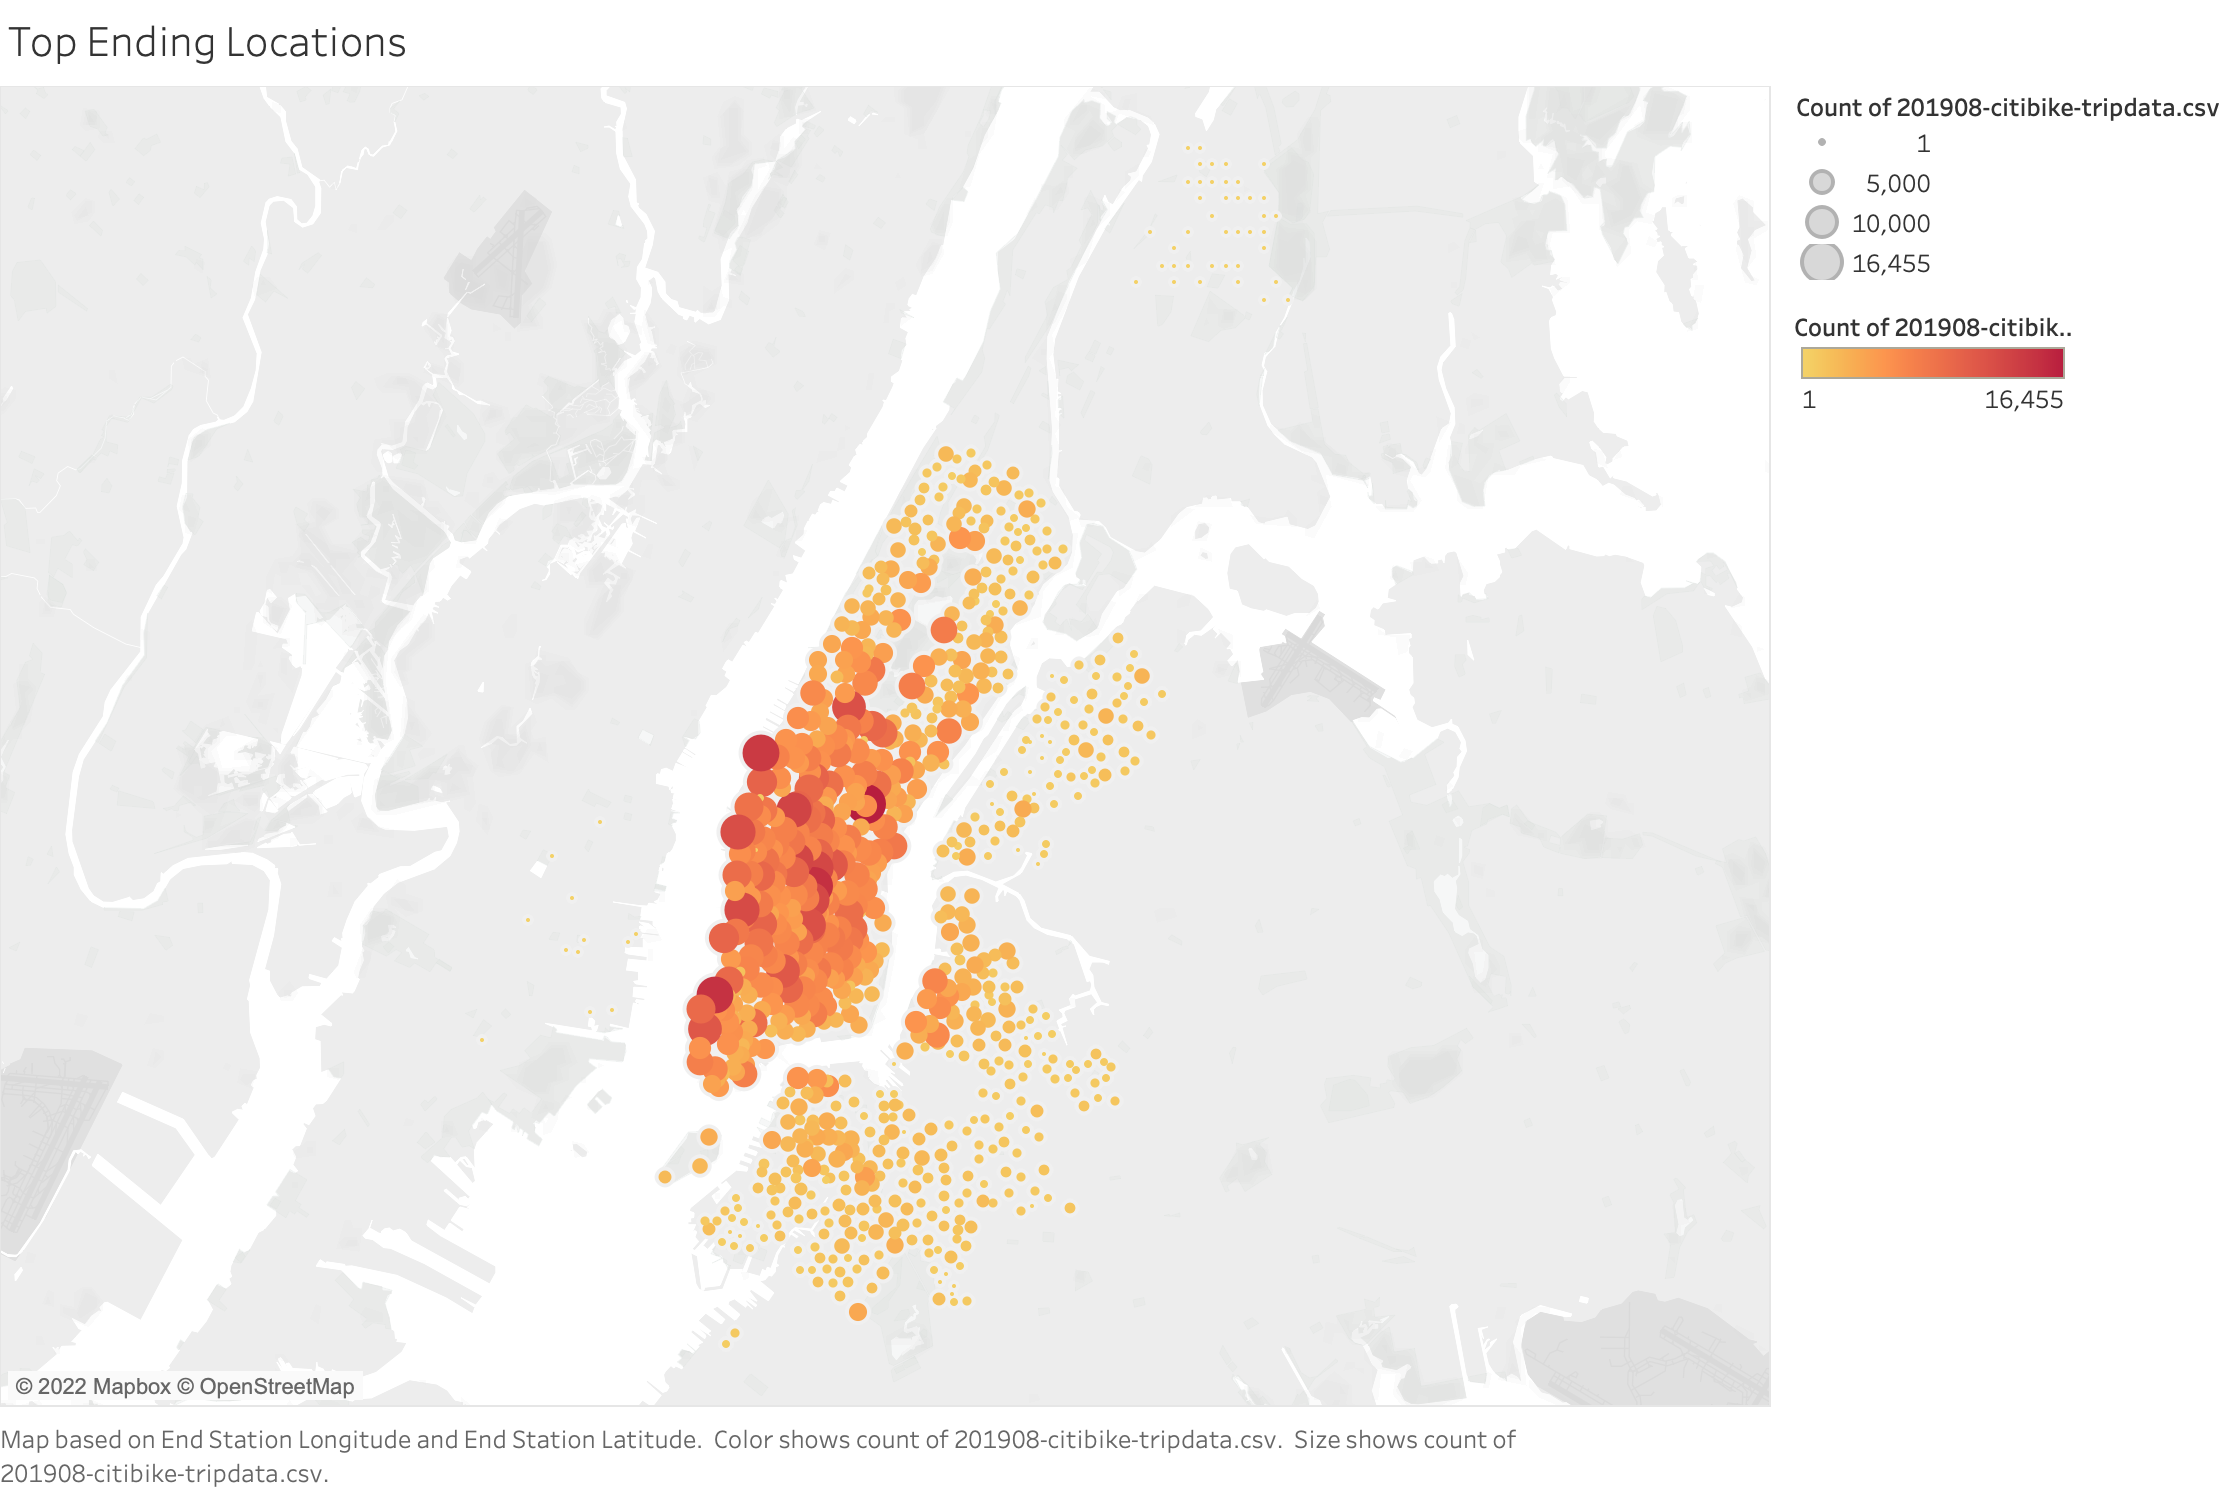 Top Ending Locations
Count of 201908-citibike-tripdata.csv
1
5,000
10,000
16,455
Count of 201908-citibik..
1 16,455
© 2022 Mapbox © OpenStreetMap
Map based on End Station Longitude and End Station Latitude.  Color shows count of 201908-citibike-tripdata.csv.  Size shows count of
201908-citibike-tripdata.csv.